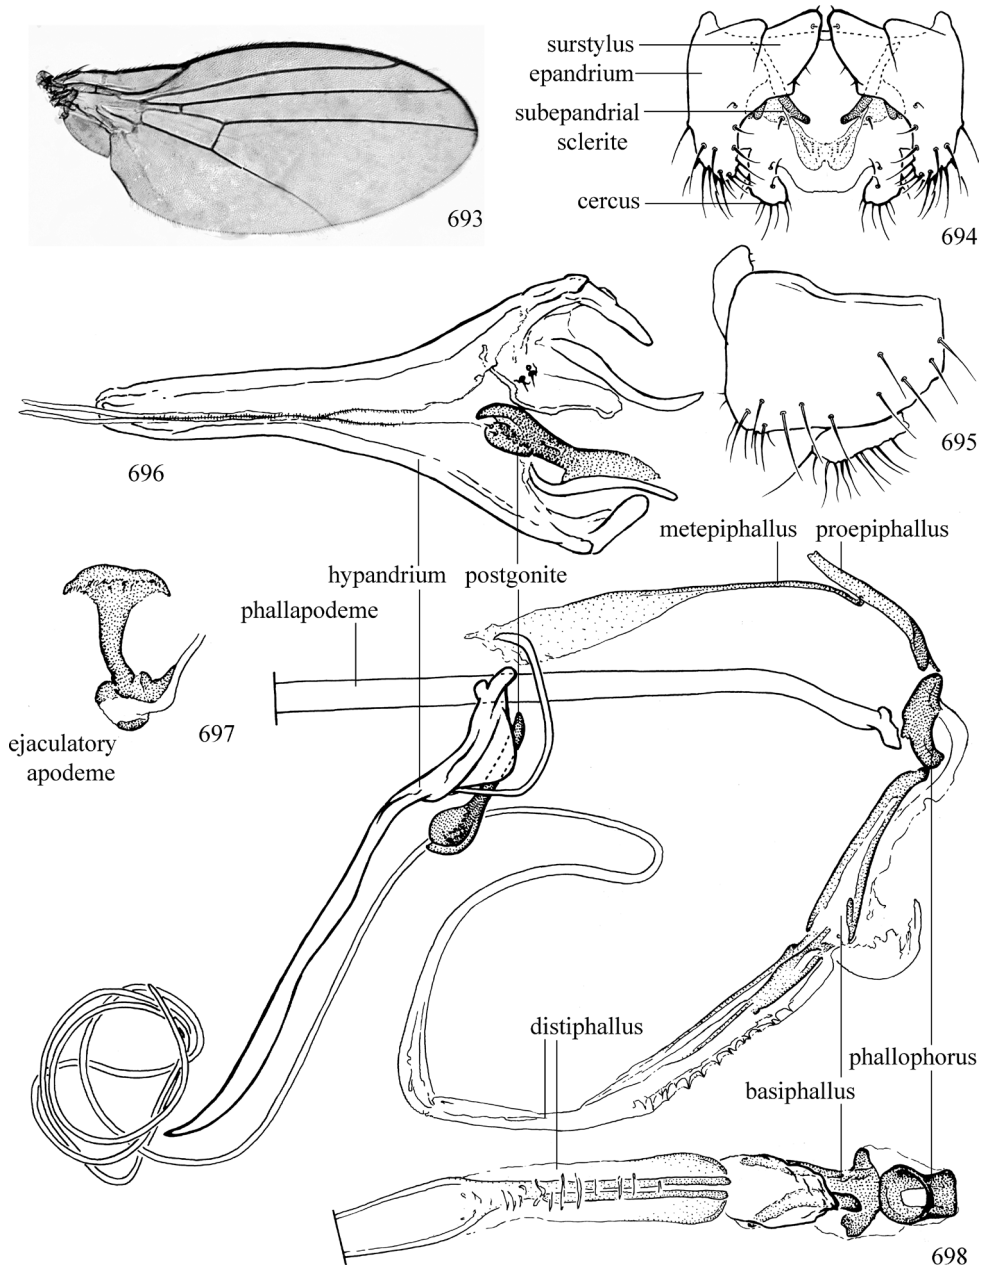 693
surstylus
epandrium
subepandrial
sclerite
cercus
694
695
696
metepiphallus
proepiphallus
hypandrium
postgonite
phallapodeme
697
ejaculatory
apodeme
distiphallus
phallophorus
basiphallus
698